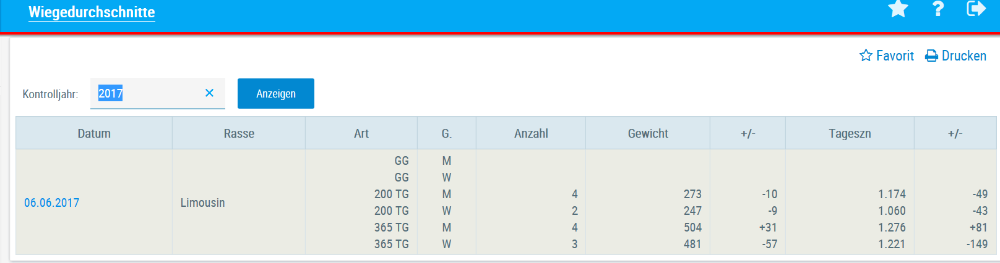 Wiegedurchschnitte
?
Favorit Drucken
Kontrolljahr: 2017 × Anzeigen
Datum Rasse Art G. Anzahl Gewicht +/- Tageszn +/-
GG M
GG W
200 TG M 4 273 -10 1.174 -49
06.06.2017 Limousin
200 TG W 2 247 -9 1.060 -43
365 TG M 4 504 +31 1.276 +81
365 TG W 3 481 -57 1.221 -149